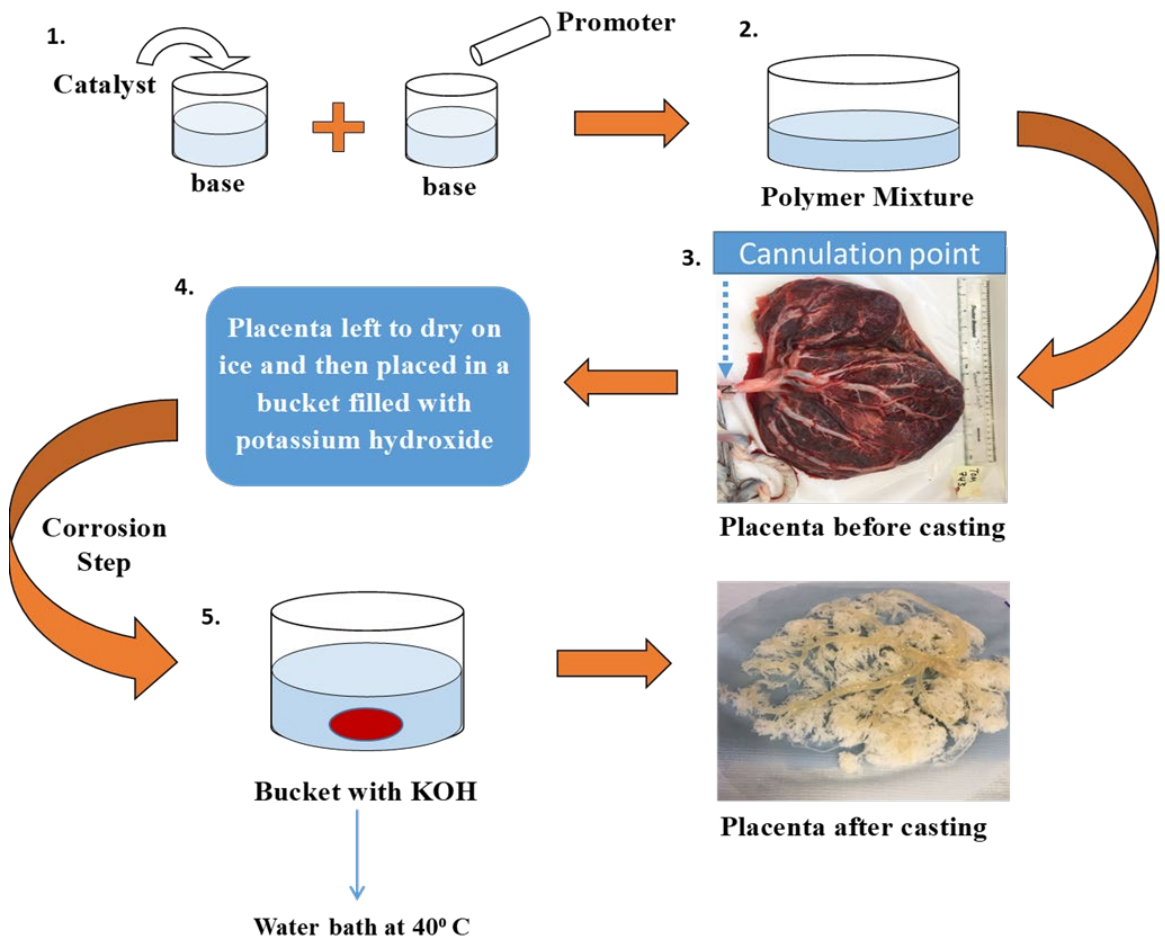 1.
Catalyst
base
+
Promoter
base
2.
Polymer Mixture
3.
Cannulation point
Placenta before casting
4.
Placenta left to dry on
ice and then placed in a
bucket filled with
potassium hydroxide
Corrosion
Step
5.
Bucket with KOH
Water bath at 40⁰ C
Placenta after casting